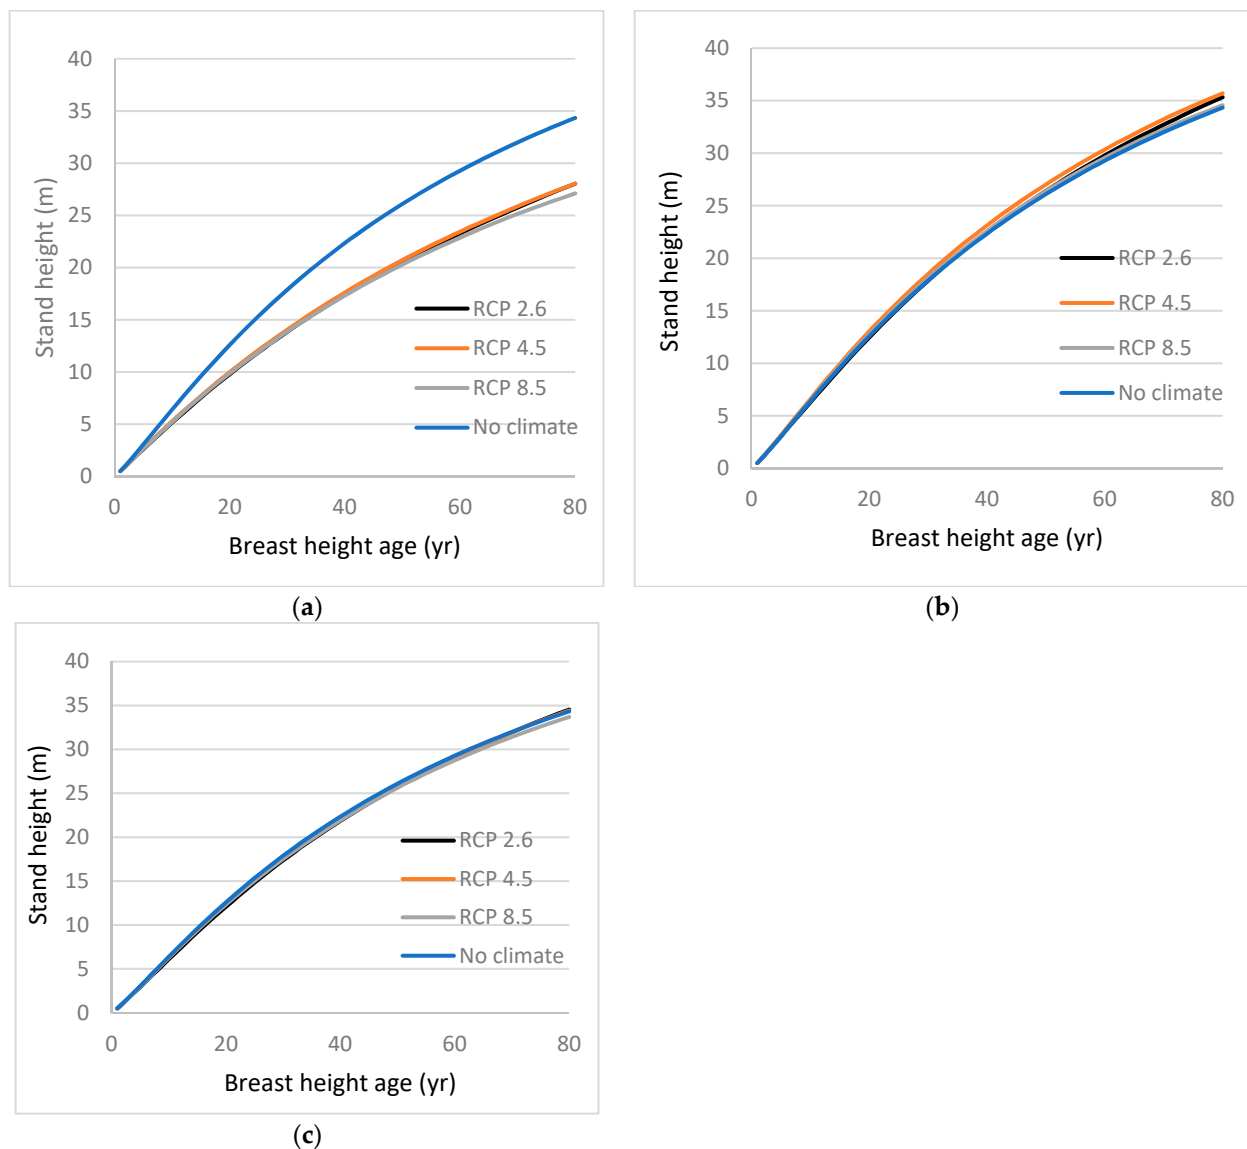 40
35
30
25
20
15
10
5
0
Stand height (m)
RCP 2.6
RCP 4.5
RCP 8.5
No climate
0 20 40 60 80
Breast height age (yr)
(a)
40
35
30
25
20
15
10
5
0
Stand height (m)
RCP 2.6
RCP 4.5
RCP 8.5
No climate
0 20 40 60 80
Breast height age (yr)
(b)
40
35
30
25
20
15
10
5
0
Stand height (m)
RCP 2.6
RCP 4.5
RCP 8.5
No climate
0 20 40 60 80
Breast height age (yr)
(c)